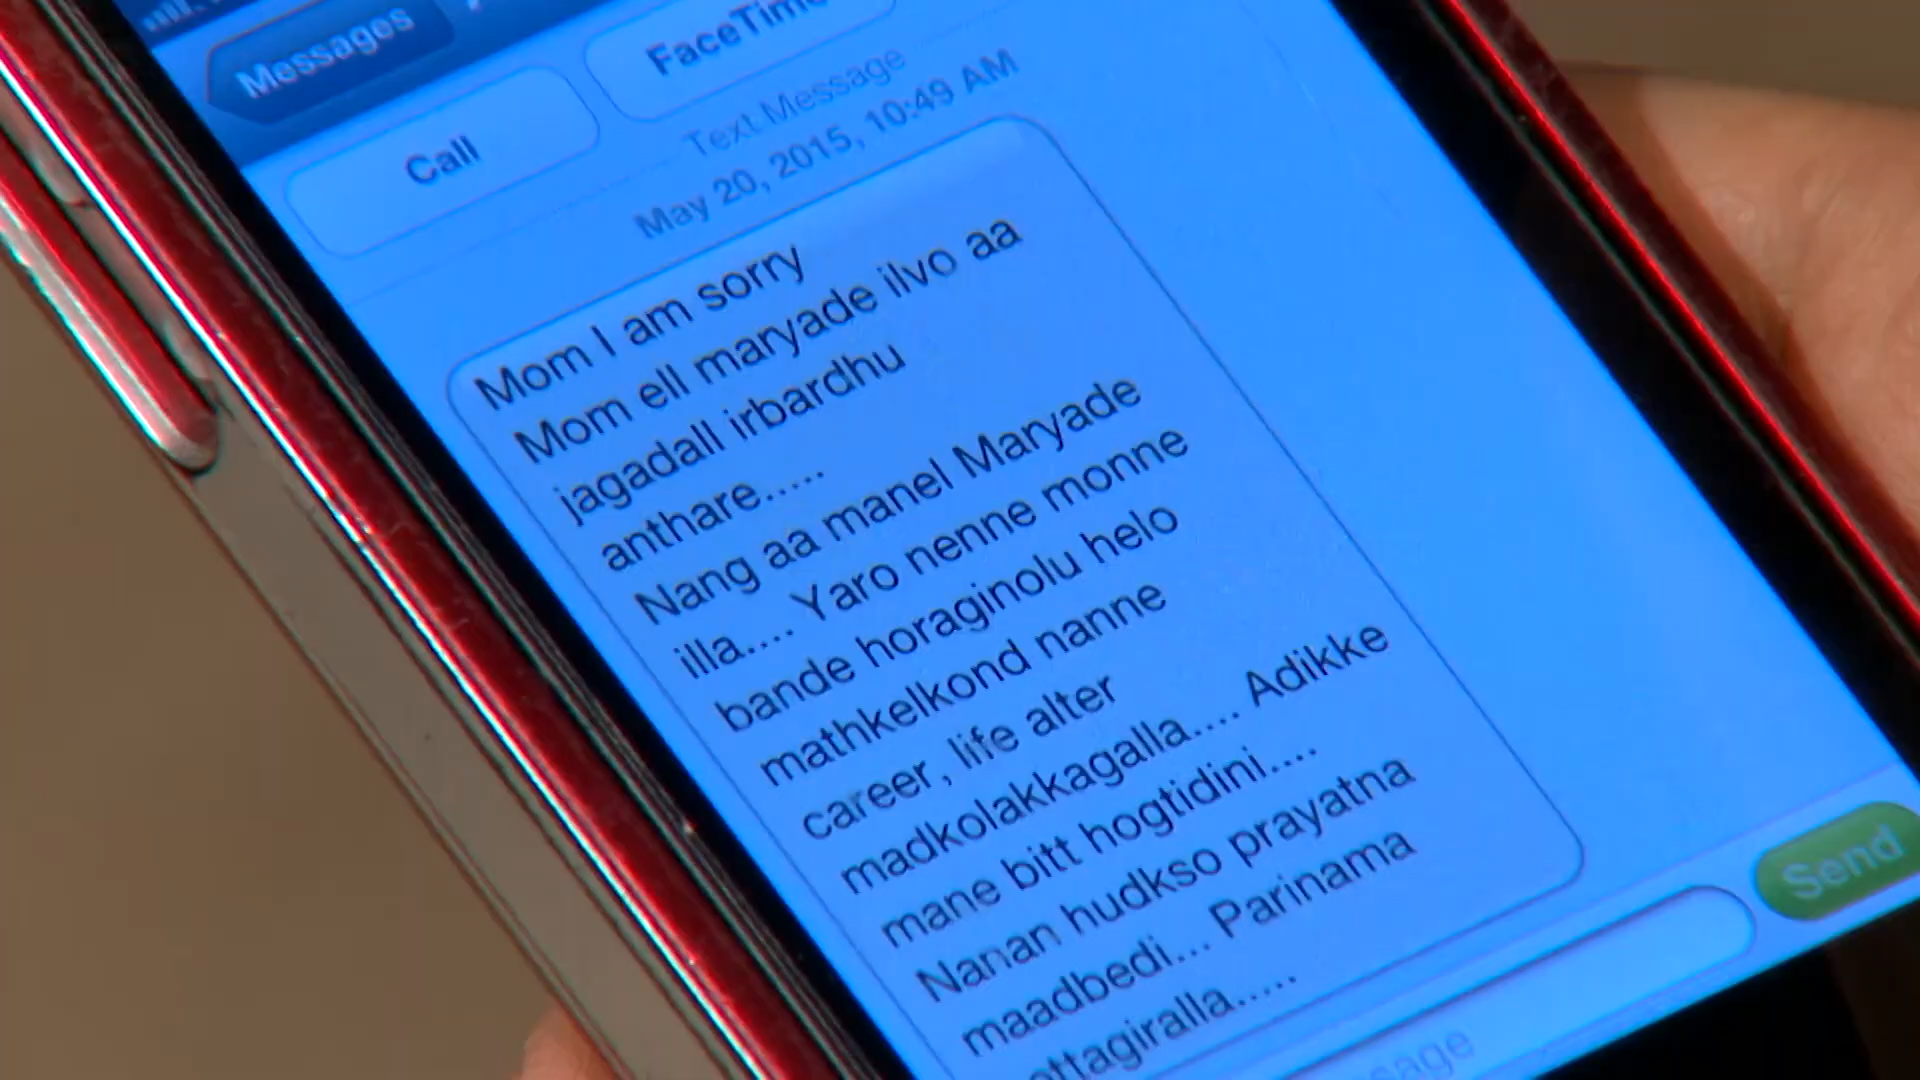 Messages
Call
FaceTime
Text Message
May 20, 2015, 10:49 AM
Mom I am sorry
Mom ell maryade ilvo aa
jagadall irbardhu
anthare.....
Nang aa manel Maryade
illa.... Yaro nenne monne
bande horaginolu helo
mathkelkond nanne
career, life alter
madkolakkagalla.... Adikke
mane bitt hogtidini....
Nanan hudkso prayatna
maadbedi... Parinama
Send